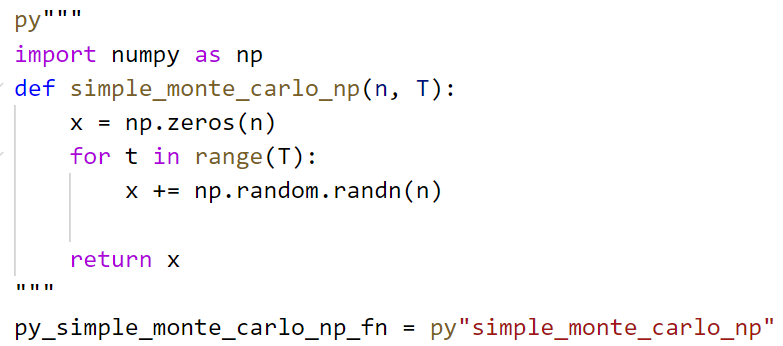 py"""
import numpy as np
def simple_monte_carlo_np(n, T):
    x = np.zeros(n)
    for t in range(T):
        x += np.random.randn(n)

    return x
"""
py_simple_monte_carlo_np_fn = py"simple_monte_carlo_np"